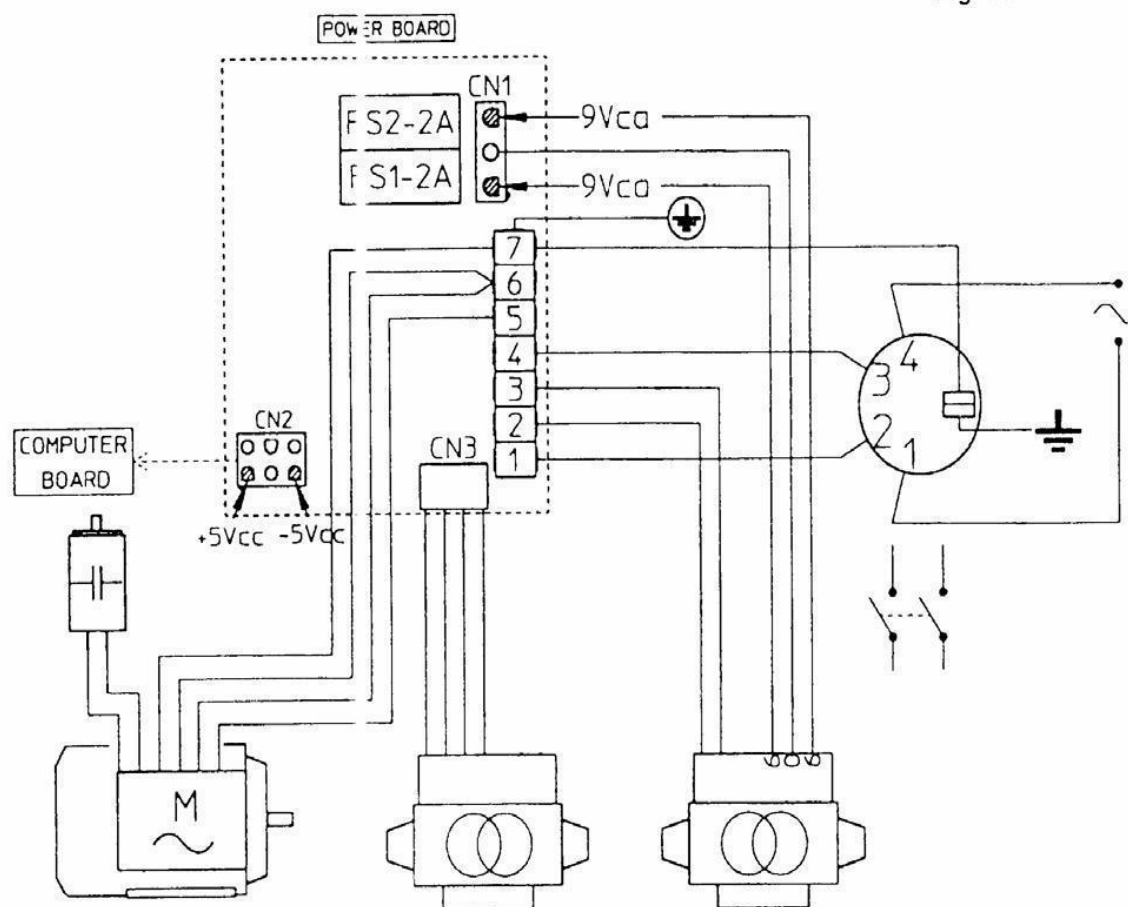 POWER BOARD
CN1
FS2-2A
9Vca
FS1-2A
9Vca
7
6
5
4
3
2
1
4
3
2
1
CN2
CN3
COMPUTER
BOARD
+5Vcc -5Vcc
M